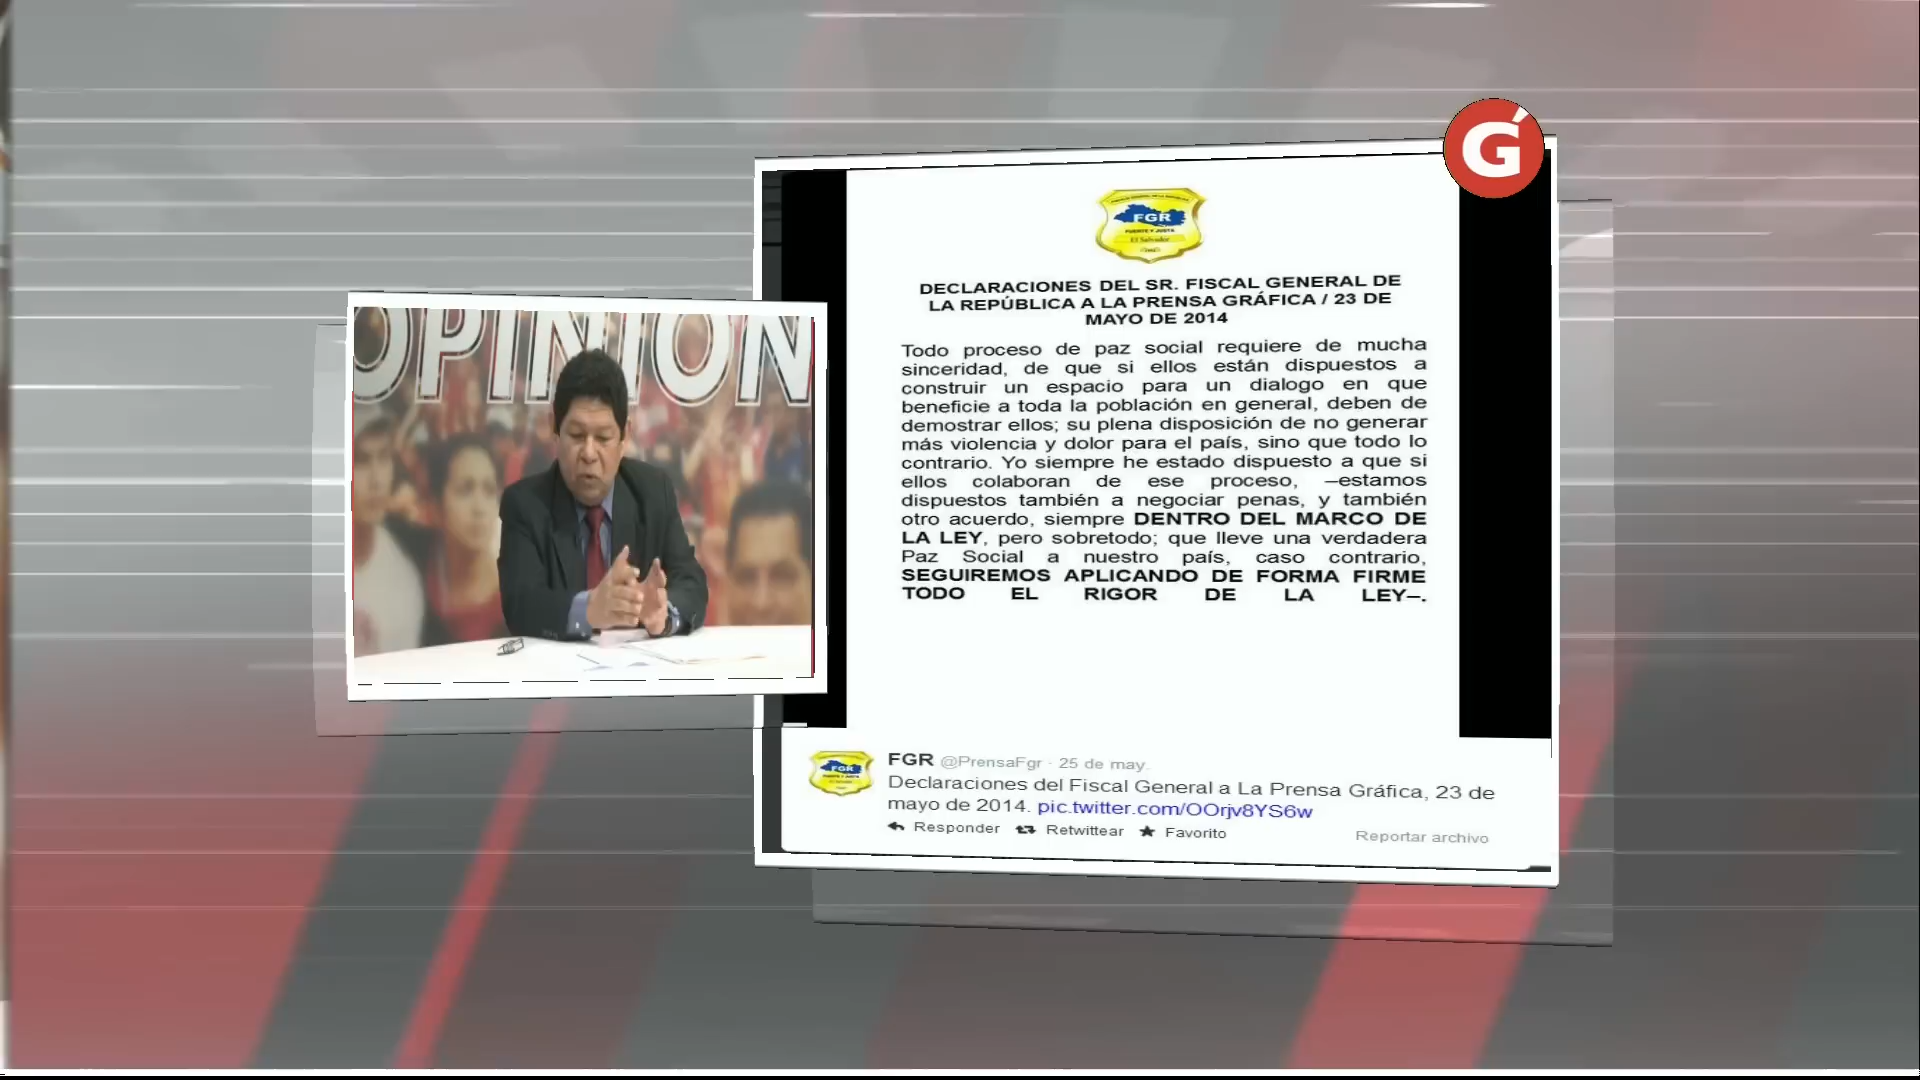 OPINION
G
FGR
FUERTE Y JUSTA
El Salvador
DECLARACIONES DEL SR. FISCAL GENERAL DE
LA REPÚBLICA A LA PRENSA GRÁFICA / 23 DE
MAYO DE 2014
Todo proceso de paz social requiere de mucha
sinceridad, de que si ellos están dispuestos a
construir un espacio para un dialogo en que
beneficie a toda la población en general, deben de
demostrar ellos; su plena disposición de no generar
más violencia y dolor para el país, sino que todo lo
contrario. Yo siempre he estado dispuesto a que si
ellos colaboran de ese proceso, –estamos
dispuestos también a negociar penas, y también
otro acuerdo, siempre DENTRO DEL MARCO DE
LA LEY, pero sobretodo; que lleve una verdadera
Paz Social a nuestro país, caso contrario,
SEGUIREMOS APLICANDO DE FORMA FIRME
TODO EL RIGOR DE LA LEY–.
FGR
FGR @PrensaFgr · 25 de may.
Declaraciones del Fiscal General a La Prensa Gráfica, 23 de
mayo de 2014. pic.twitter.com/OOrjv8YS6w
Responder Retwittear Favorito
Reportar archivo